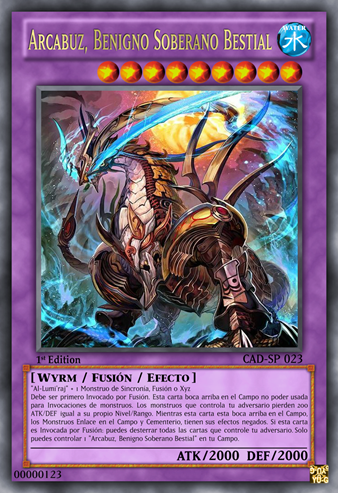 Arcabuz, Benigno Soberano Bestial
WATER
水
1st Edition
CAD-SP 023
[ Wyrm / Fusión / Efecto ]
"Al-Lumi'raj" + 1 Monstruo de Sincronía, Fusión o Xyz
Debe ser primero Invocado por Fusión. Esta carta boca arriba en el Campo no poder usada
para Invocaciones de monstruos. Los monstruos que controla tu adversario pierden 200
ATK/DEF igual a su propio Nivel/Rango. Mientras esta carta esta boca arriba en el Campo,
los Monstruos Enlace en el Campo y Cementerio, tienen sus efectos negados. Si esta carta
es Invocada por Fusión: puedes desterrar todas las cartas que controle tu adversario. Solo
puedes controlar 1 "Arcabuz, Benigno Soberano Bestial" en tu Campo.
ATK/2000 DEF/2000
00000123